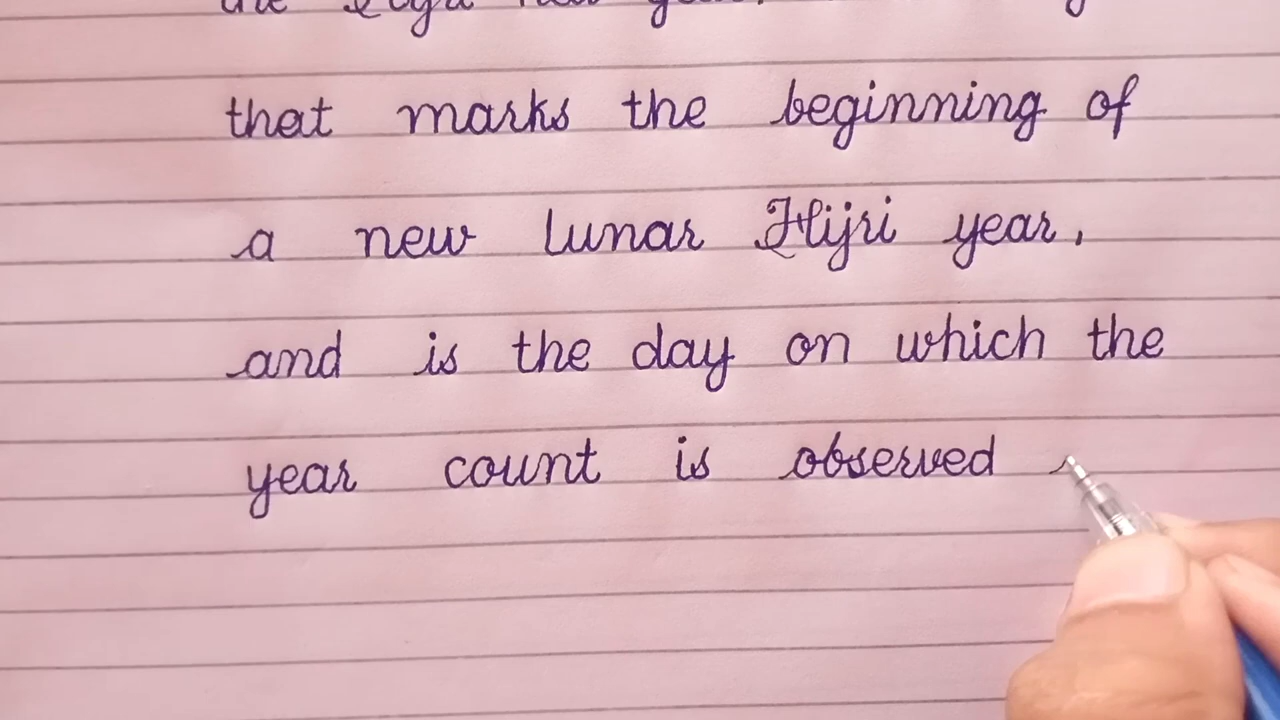 the
that marks the beginning of
a new lunar Hijri year,
and is the day on which the
year count is observed